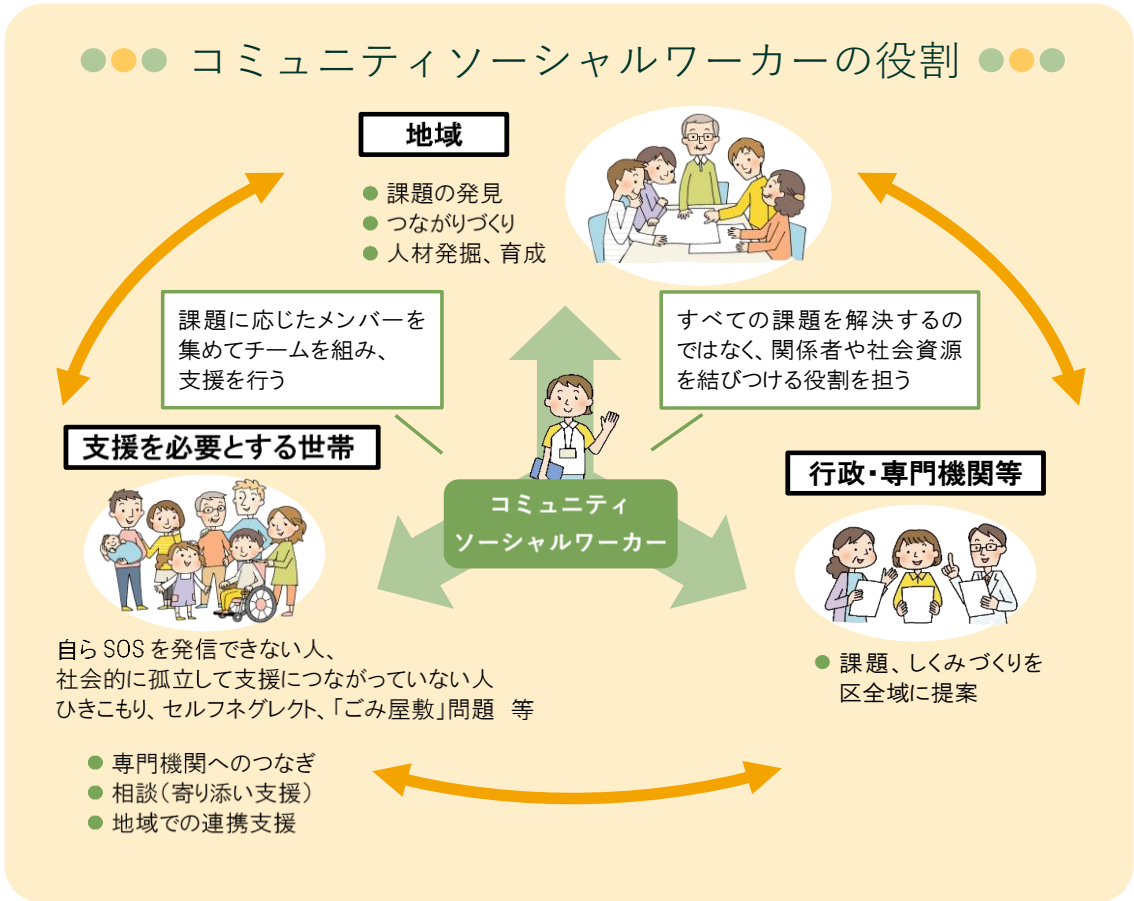 コミュニティソーシャルワーカーの役割
地域
課題の発見
つながりづくり
人材発掘、育成
課題に応じたメンバーを
集めてチームを組み、
支援を行う
すべての課題を解決するの
ではなく、関係者や社会資源
を結びつける役割を担う
支援を必要とする世帯
行政・専門機関等
コミュニティ
ソーシャルワーカー
自らSOSを発信できない人、
社会的に孤立して支援につながっていない人
ひきこもり、セルフネグレクト、「ごみ屋敷」問題 等
専門機関へのつなぎ
相談（寄り添い支援）
地域での連携支援
課題、しくみづくりを
区全域に提案